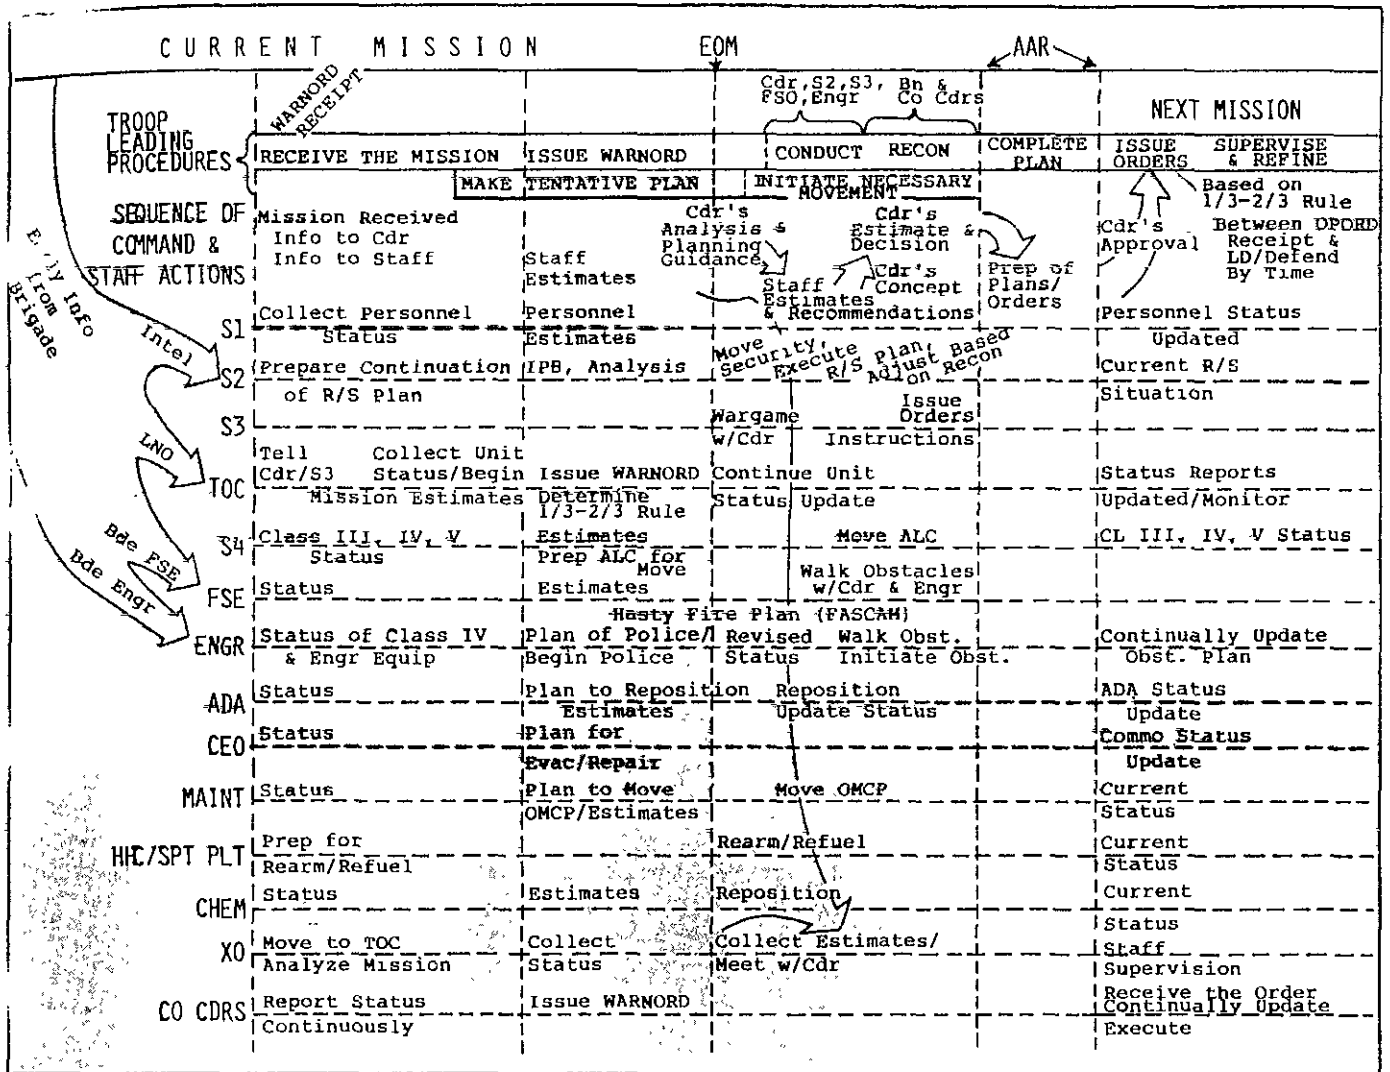 CURRENT MISSION EOM AAR
WARNORD
RECEIPT
Cdr,S2,S3, Bn &
FSO,Engr Co Cdrs
NEXT MISSION
TROOP
LEADING
PROCEDURES
RECEIVE THE MISSION ISSUE WARNORD CONDUCT RECON COMPLETE PLAN ISSUE ORDERS SUPERVISE & REFINE
MAKE TENTATIVE PLAN INITIATE NECESSARY MOVEMENT
Based on
1/3-2/3 Rule
Between OPORD
Receipt &
LD/Defend
By Time
SEQUENCE OF
COMMAND &
STAFF ACTIONS
Mission Received
Info to Cdr
Info to Staff
Staff
Estimates
Cdr's
Analysis &
Planning
Guidance
Staff
Estimates
& Recommendations
Cdr's
Estimate &
Decision
Cdr's
Concept
Prep of
Plans/
Orders
Cdr's
Approval
Info
from
Brigade
Intel
LNO
Bde FSE
Bde Engr
S1
Collect Personnel
Status
Personnel
Estimates
Personnel Status
Updated
S2
Prepare Continuation
of R/S Plan
IPB, Analysis
Move
Security,
Execute
R/S Plan,
Adjust Based
on Recon
Current R/S
Situation
S3
Wargame
w/Cdr
Issue
Orders
Instructions
TOC
Tell
Cdr/S3
Collect Unit
Status/Begin
Mission Estimates
Issue WARNORD
Determine
1/3-2/3 Rule
Continue Unit
Status Update
Status Reports
Updated/Monitor
S4
Class III, IV, V
Status
Estimates
Prep ALC for
Move
Move ALC
CL III, IV, V Status
FSE
Status
Estimates
Walk Obstacles
w/Cdr & Engr
Hasty Fire Plan (FASCAM)
ENGR
Status of Class IV
& Engr Equip
Plan of Police/
Begin Police
Revised
Status
Walk Obst.
Initiate Obst.
Continually Update
Obst. Plan
ADA
Status
Plan to Reposition
Estimates
Reposition
Update Status
ADA Status
Update
CEO
Status
Plan for
Evac/Repair
Commo Status
Update
MAINT
Status
Plan to Move
OMCP/Estimates
Move OMCP
Current
Status
HHC/SPT PLT
Prep for
Rearm/Refuel
Rearm/Refuel
Current
Status
CHEM
Status
Estimates
Reposition
Current
Status
XO
Move to TOC
Analyze Mission
Collect
Status
Collect Estimates/
Meet w/Cdr
Staff
Supervision
CO CDRS
Report Status
Continuously
Issue WARNORD
Receive the Order
Continually Update
Execute